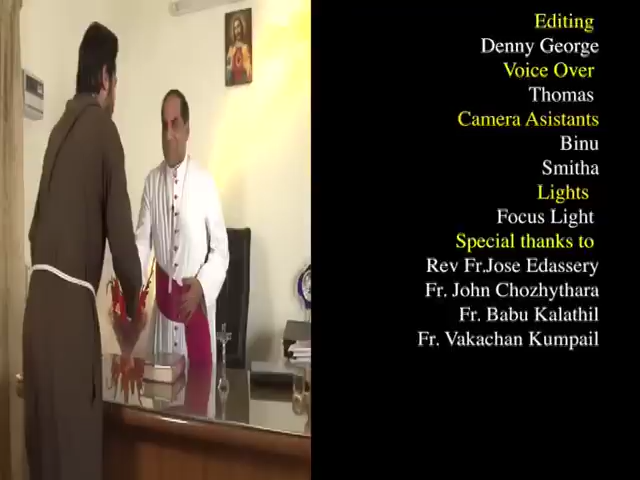 Editing
Denny George
Voice Over
Thomas
Camera Asistants
Binu
Smitha
Lights
Focus Light
Special thanks to
Rev Fr.Jose Edassery
Fr. John Chozhythara
Fr. Babu Kalathil
Fr. Vakachan Kumpail